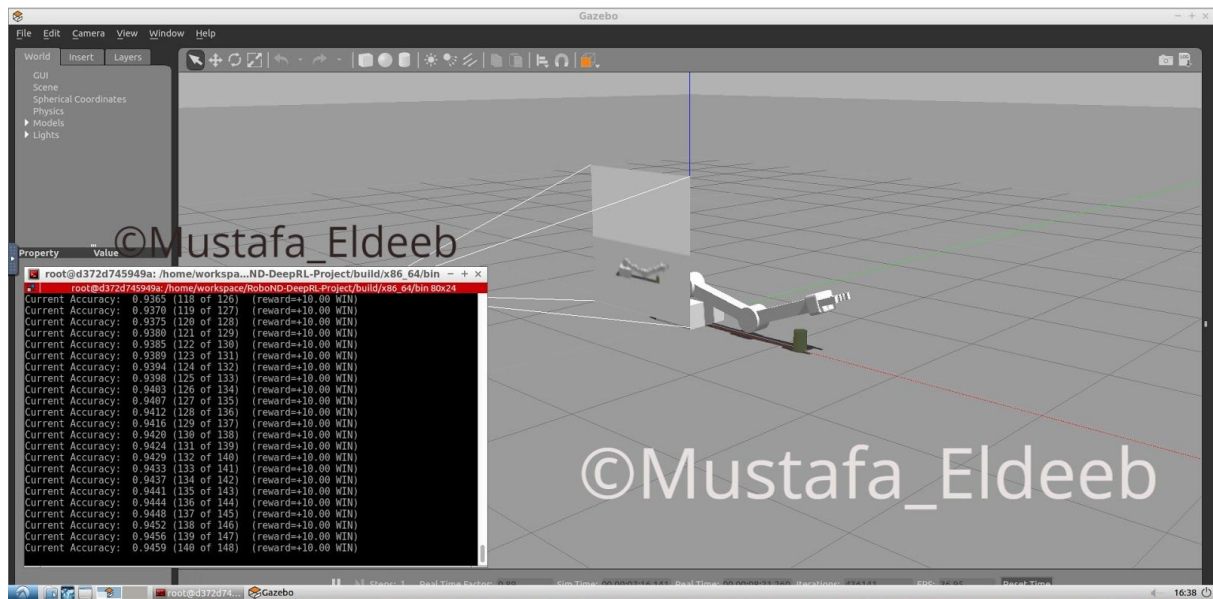 Gazebo
File Edit Camera View Window Help
World Insert Layers
GUI
Scene
Spherical Coordinates
Physics
Models
Lights
©Mustafa_Eldeeb
Property Value
root@d372d745949a: /home/workspa...ND-DeepRL-Project/build/x86_64/bin
root@d372d745949a: /home/workspace/RoboND-DeepRL-Project/build/x86_64/bin 80x24
Current Accuracy: 0.9365 (118 of 126) (reward=+10.00 WIN)
Current Accuracy: 0.9370 (119 of 127) (reward=+10.00 WIN)
Current Accuracy: 0.9375 (120 of 128) (reward=+10.00 WIN)
Current Accuracy: 0.9380 (121 of 129) (reward=+10.00 WIN)
Current Accuracy: 0.9385 (122 of 130) (reward=+10.00 WIN)
Current Accuracy: 0.9389 (123 of 131) (reward=+10.00 WIN)
Current Accuracy: 0.9394 (124 of 132) (reward=+10.00 WIN)
Current Accuracy: 0.9398 (125 of 133) (reward=+10.00 WIN)
Current Accuracy: 0.9403 (126 of 134) (reward=+10.00 WIN)
Current Accuracy: 0.9407 (127 of 135) (reward=+10.00 WIN)
Current Accuracy: 0.9412 (128 of 136) (reward=+10.00 WIN)
Current Accuracy: 0.9416 (129 of 137) (reward=+10.00 WIN)
Current Accuracy: 0.9420 (130 of 138) (reward=+10.00 WIN)
Current Accuracy: 0.9424 (131 of 139) (reward=+10.00 WIN)
Current Accuracy: 0.9429 (132 of 140) (reward=+10.00 WIN)
Current Accuracy: 0.9433 (133 of 141) (reward=+10.00 WIN)
Current Accuracy: 0.9437 (134 of 142) (reward=+10.00 WIN)
Current Accuracy: 0.9441 (135 of 143) (reward=+10.00 WIN)
Current Accuracy: 0.9444 (136 of 144) (reward=+10.00 WIN)
Current Accuracy: 0.9448 (137 of 145) (reward=+10.00 WIN)
Current Accuracy: 0.9452 (138 of 146) (reward=+10.00 WIN)
Current Accuracy: 0.9456 (139 of 147) (reward=+10.00 WIN)
Current Accuracy: 0.9459 (140 of 148) (reward=+10.00 WIN)
©Mustafa_Eldeeb
Steps: 1 Real Time Factor: Sim Time: Real Time: Iterations: FPS: Reset Time
root@d372d74... Gazebo 16:38